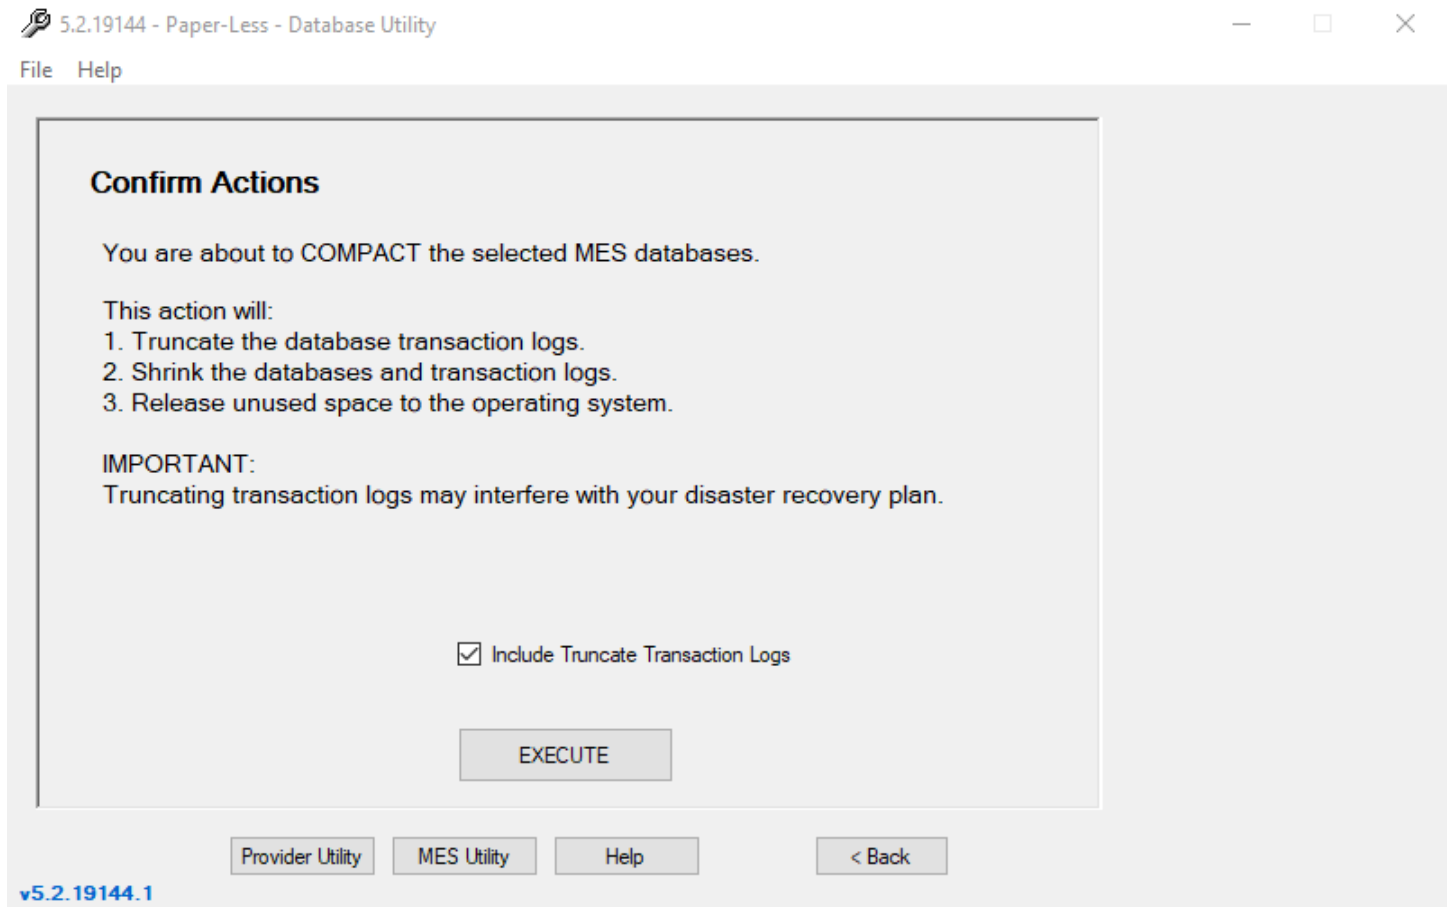 5.2.19144 - Paper-Less - Database Utility
File Help
Confirm Actions
You are about to COMPACT the selected MES databases.
This action will:
1. Truncate the database transaction logs.
2. Shrink the databases and transaction logs.
3. Release unused space to the operating system.
IMPORTANT:
Truncating transaction logs may interfere with your disaster recovery plan.
Include Truncate Transaction Logs
EXECUTE
Provider Utility MES Utility Help < Back
v5.2.19144.1